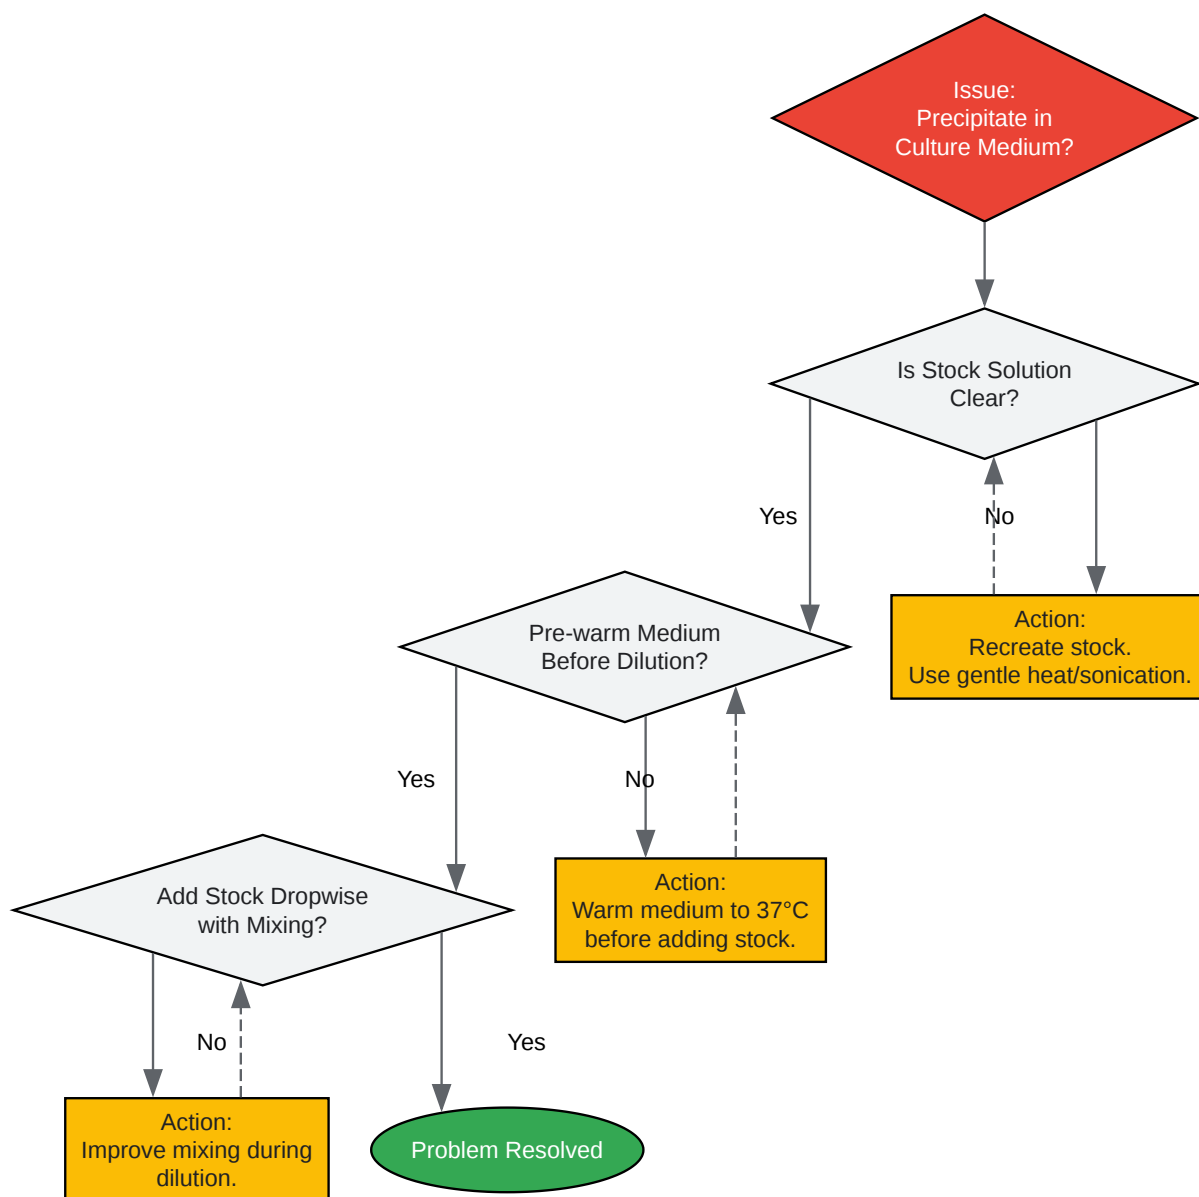 Issue:
Precipitate in
Culture Medium?
Is Stock Solution
Clear?
Yes
No
Action:
Recreate stock.
Use gentle heat/sonication.
Pre-warm Medium
Before Dilution?
Yes
No
Action:
Warm medium to 37°C
before adding stock.
Add Stock Dropwise
with Mixing?
No
Yes
Action:
Improve mixing during
dilution.
Problem Resolved